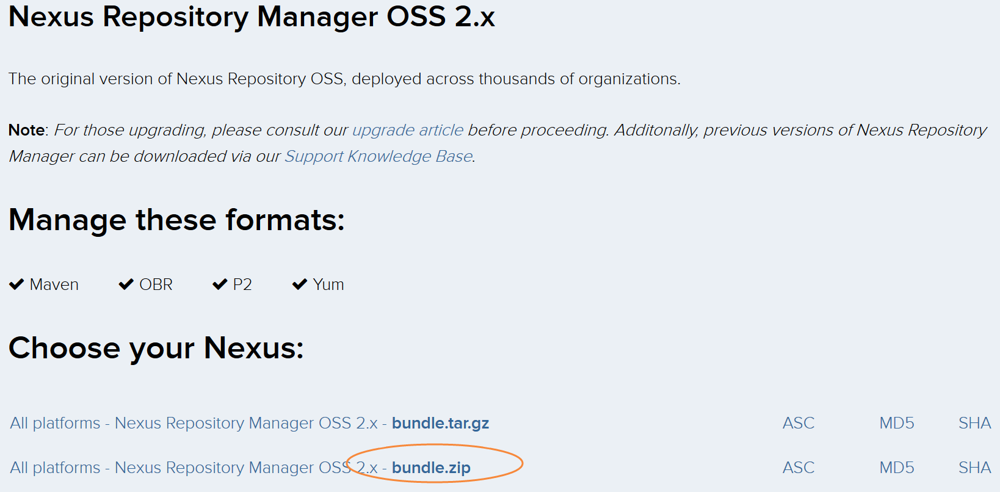 Nexus Repository Manager OSS 2.x
The original version of Nexus Repository OSS, deployed across thousands of organizations.
Note: For those upgrading, please consult our upgrade article before proceeding. Additonally, previous versions of Nexus Repository
Manager can be downloaded via our Support Knowledge Base.
Manage these formats:
✔ Maven ✔ OBR ✔ P2 ✔ Yum
Choose your Nexus:
All platforms - Nexus Repository Manager OSS 2.x - bundle.tar.gz ASC MD5 SHA
All platforms - Nexus Repository Manager OSS 2.x - bundle.zip ASC MD5 SHA